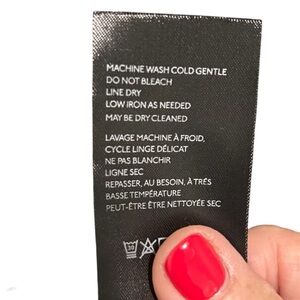 MACHINE WASH COLD GENTLE
DO NOT BLEACH
LINE DRY
LOW IRON AS NEEDED
MAY BE DRY CLEANED
LAVAGE MACHINE À FROID,
CYCLE LINGE DÉLICAT
NE PAS BLANCHIR
LIGNE SEC
REPASSER, AU BESOIN, À TRÉS
BASSE TEMPÉRATURE
PEUT-ÊTRE ÊTRE NETTOYÉE SEC
30